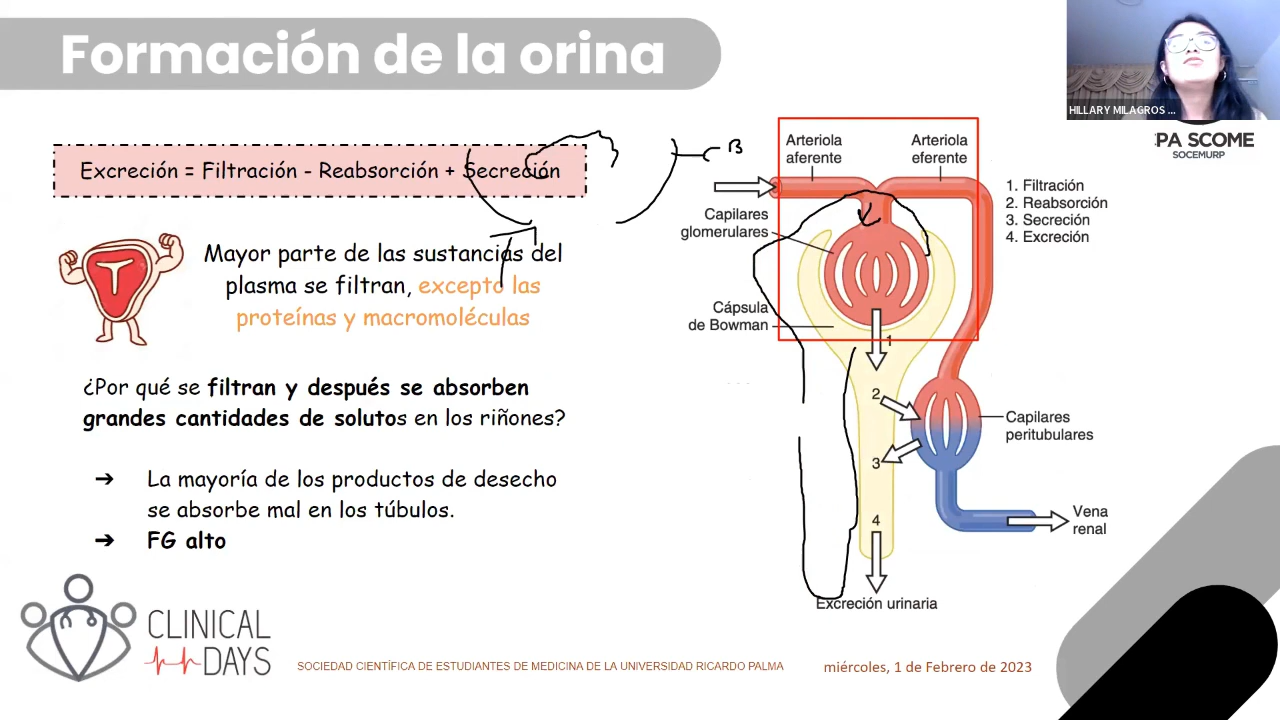 Formación de la orina
HILLARY MILAGROS ...
PA SCOME
SOCEMURP
Excreción = Filtración - Reabsorción + Secreción
B
Mayor parte de las sustancias del
plasma se filtran, excepto las
proteínas y macromoléculas
¿Por qué se filtran y después se absorben
grandes cantidades de solutos en los riñones?
➔ La mayoría de los productos de desecho
se absorbe mal en los túbulos.
➔ FG alto
Arteriola
aferente
Arteriola
eferente
Capilares
glomerulares
Cápsula
de Bowman
1. Filtración
2. Reabsorción
3. Secreción
4. Excreción
1
2
3
4
Capilares
peritubulares
Vena
renal
Excreción urinaria
CLINICAL
DAYS
SOCIEDAD CIENTÍFICA DE ESTUDIANTES DE MEDICINA DE LA UNIVERSIDAD RICARDO PALMA
miércoles, 1 de Febrero de 2023